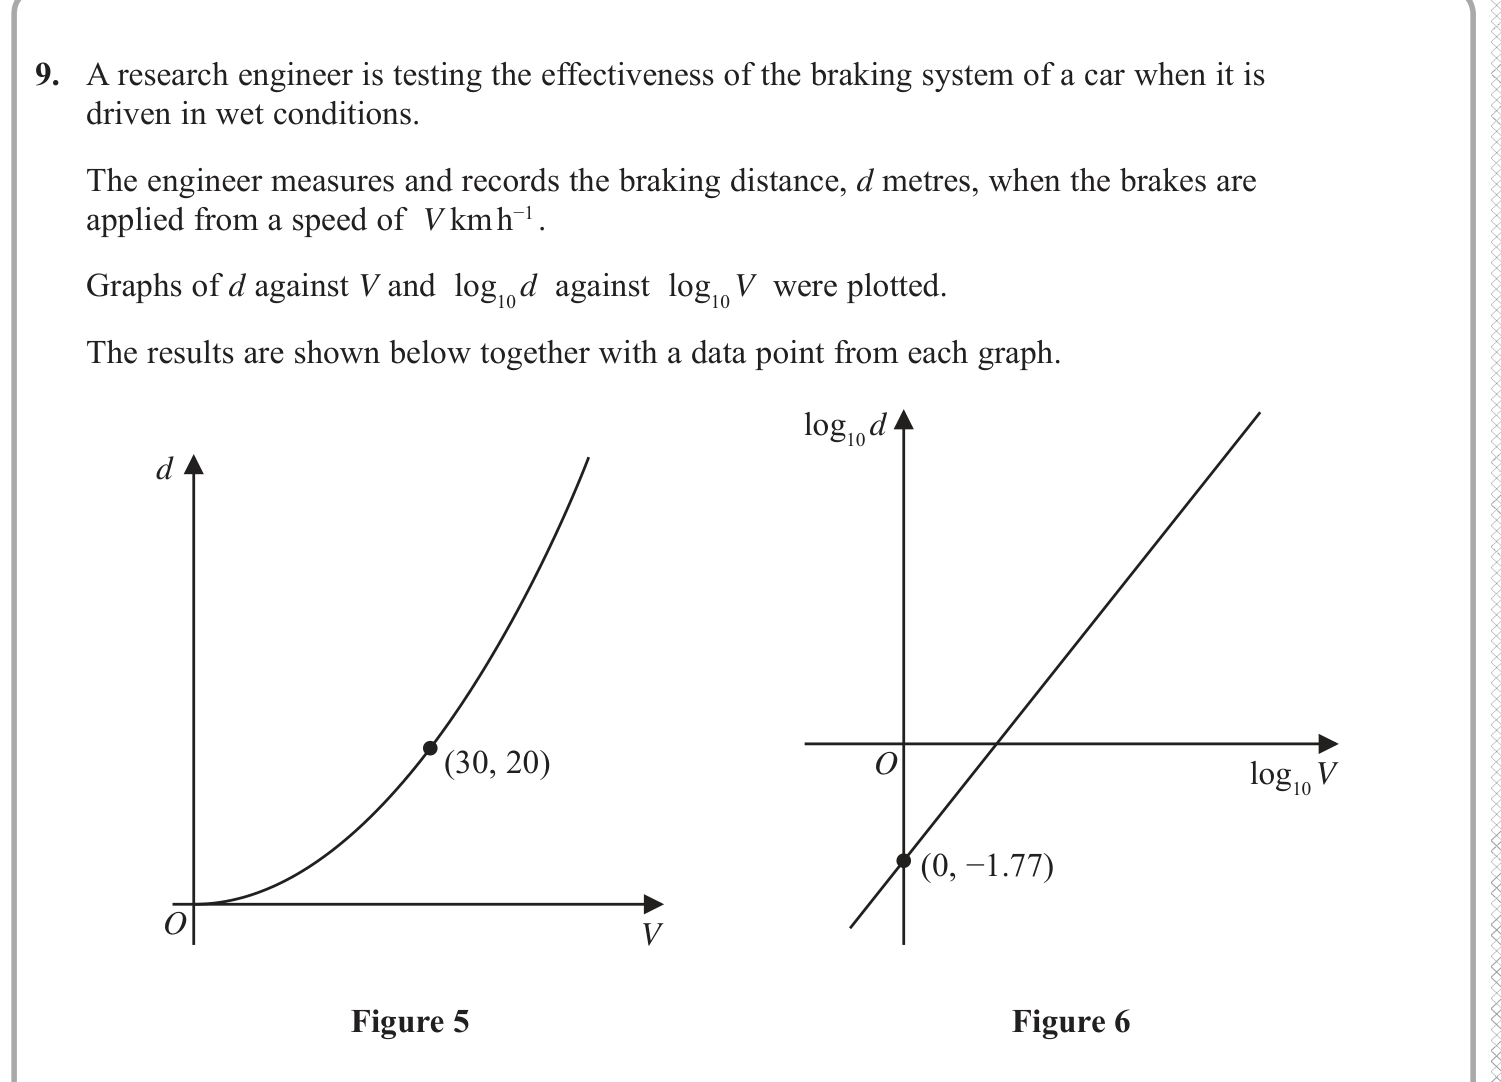 9. A research engineer is testing the effectiveness of the braking system of a car when it is
driven in wet conditions.
The engineer measures and records the braking distance, d metres, when the brakes are
applied from a speed of V km h⁻¹.
Graphs of d against V and log₁₀ d against log₁₀ V were plotted.
The results are shown below together with a data point from each graph.
d
(30, 20)
O
V
Figure 5
log₁₀ d
O
log₁₀ V
(0, −1.77)
Figure 6